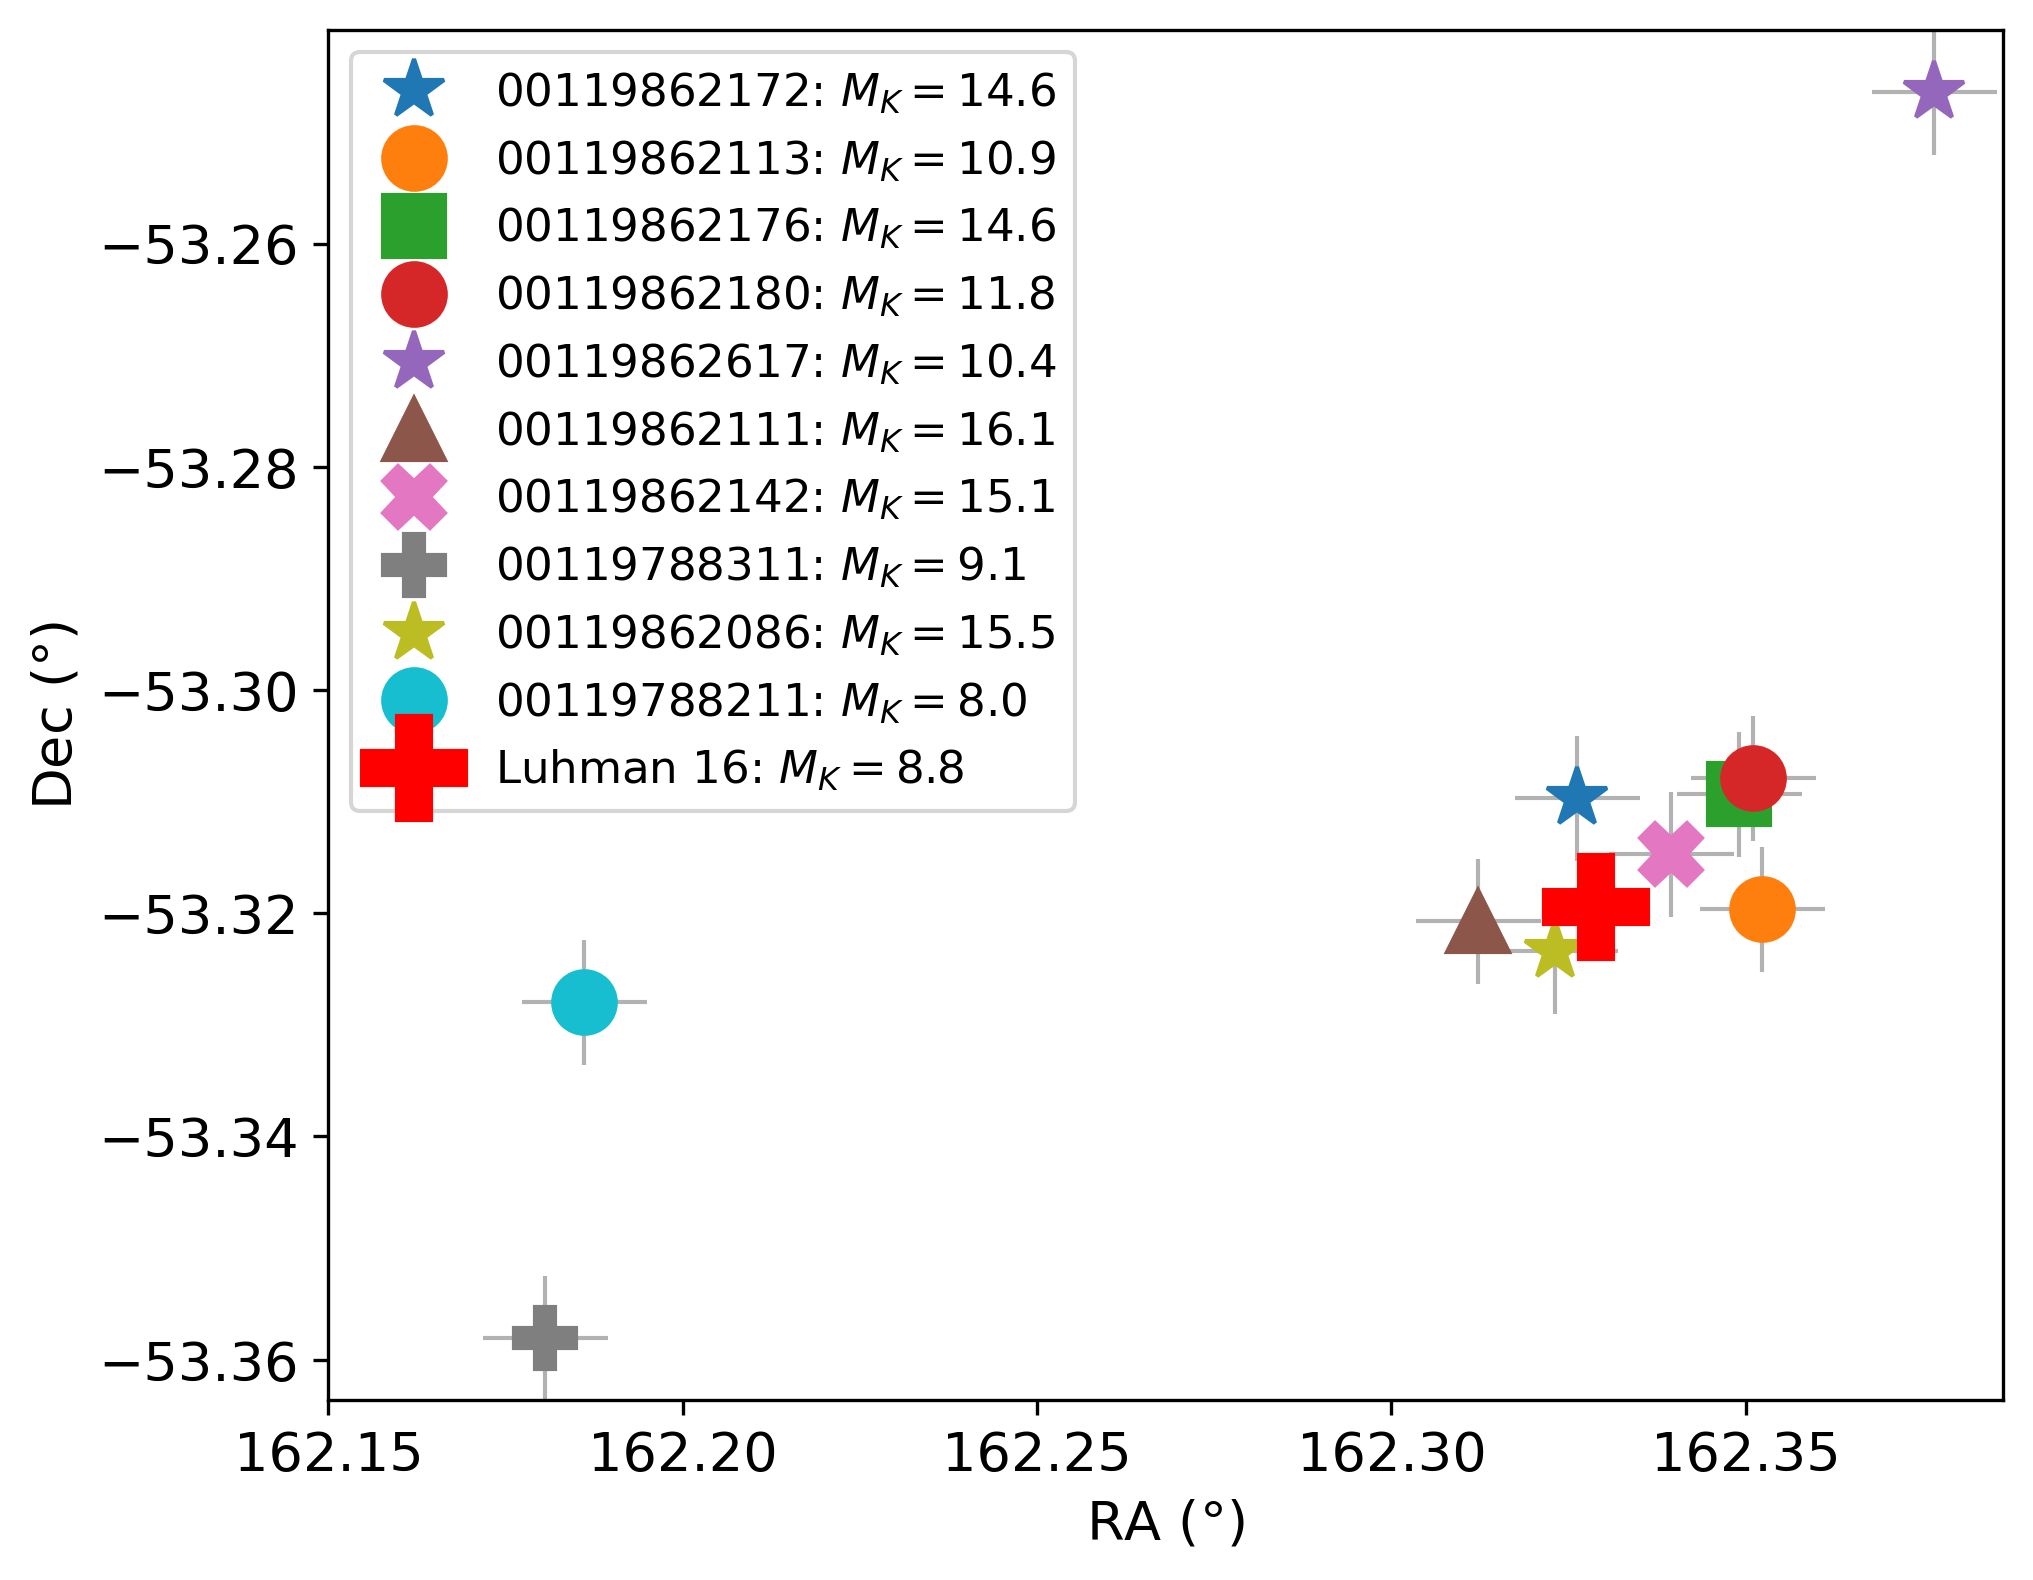 00119862172: M_K = 14.6
00119862113: M_K = 10.9
00119862176: M_K = 14.6
00119862180: M_K = 11.8
00119862617: M_K = 10.4
00119862111: M_K = 16.1
00119862142: M_K = 15.1
00119788311: M_K = 9.1
00119862086: M_K = 15.5
00119788211: M_K = 8.0
Luhman 16: M_K = 8.8
−53.26
−53.28
−53.30
−53.32
−53.34
−53.36
Dec (°)
162.15 162.20 162.25 162.30 162.35
RA (°)